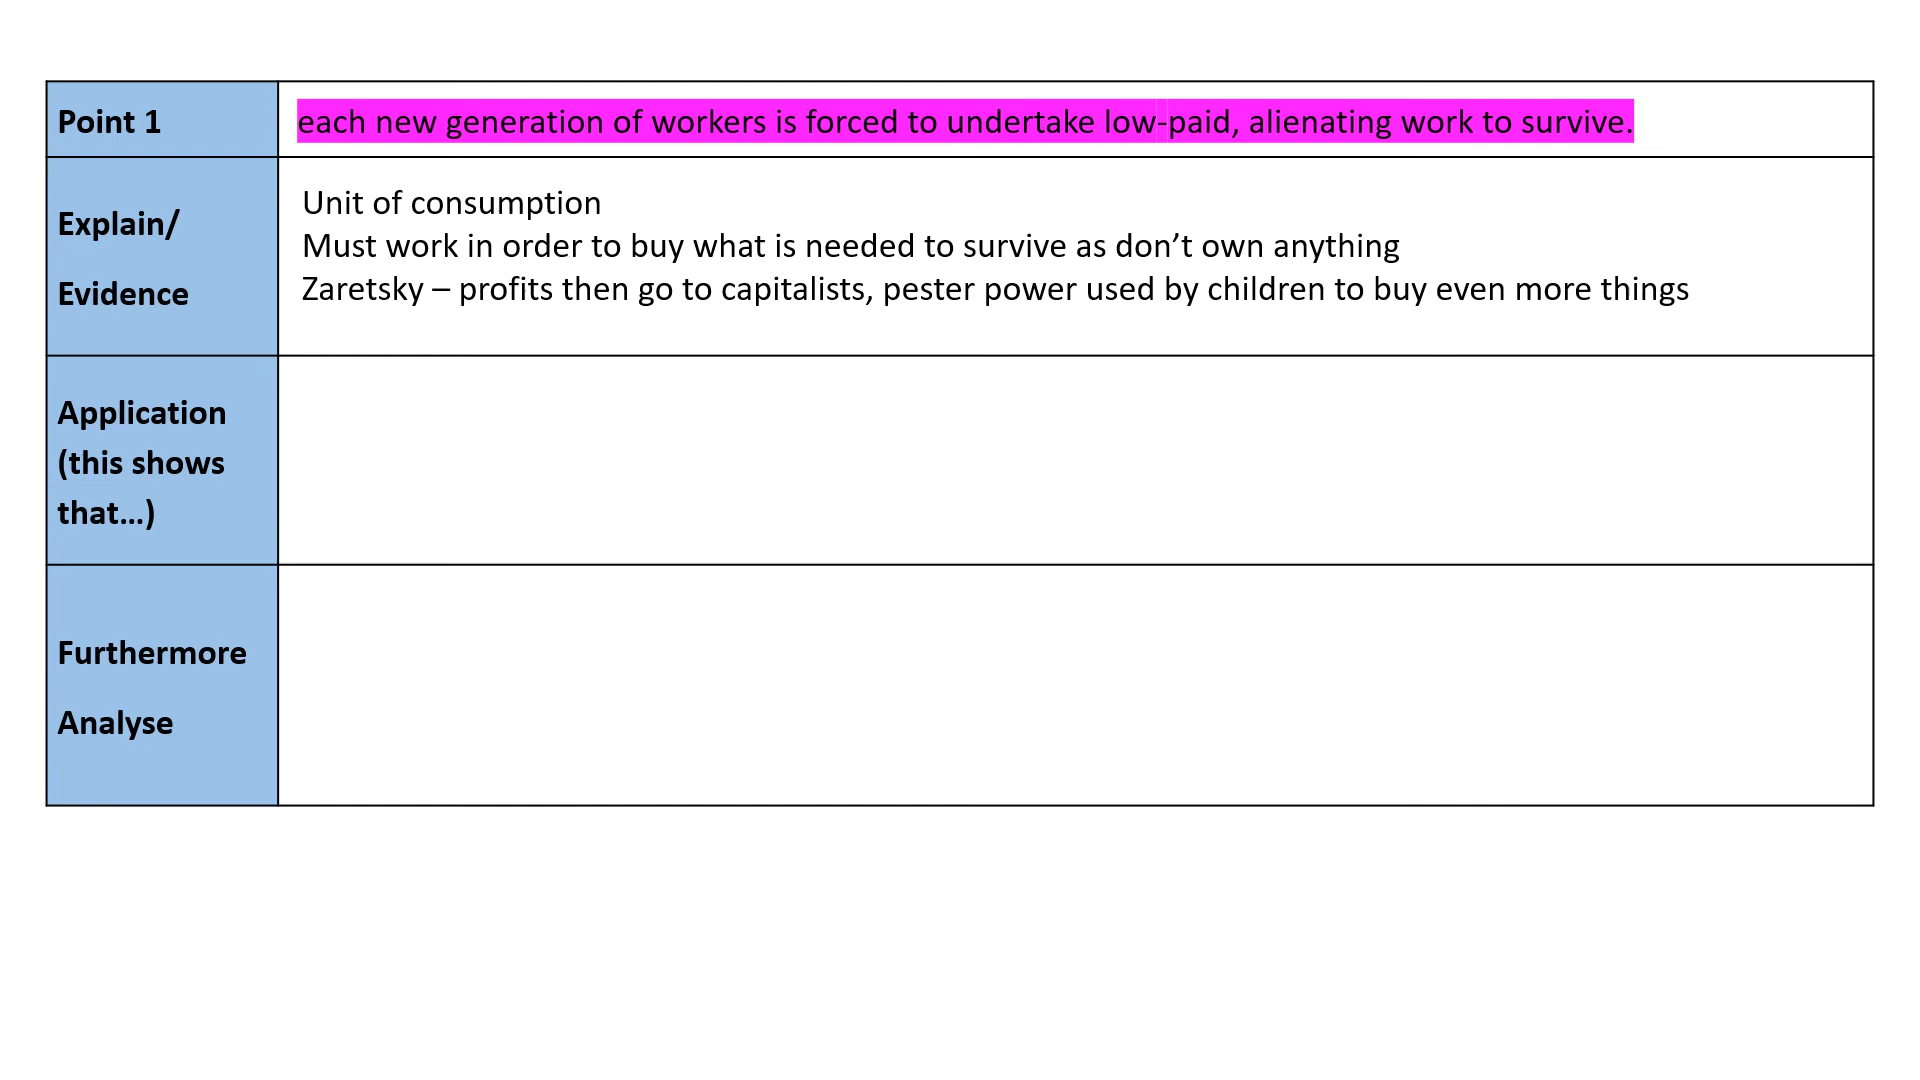 Point 1
each new generation of workers is forced to undertake low-paid, alienating work to survive.
Explain/
Evidence
Unit of consumption
Must work in order to buy what is needed to survive as don’t own anything
Zaretsky – profits then go to capitalists, pester power used by children to buy even more things
Application
(this shows
that…)
Furthermore
Analyse